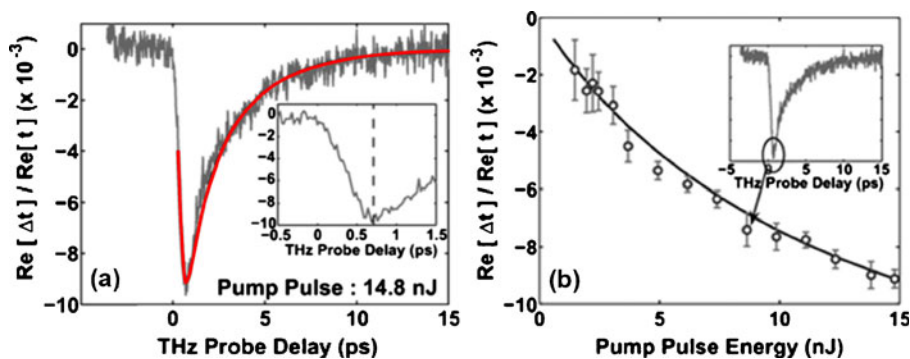 Re [ Δt ] / Re[ t ] (x 10⁻³)
0
−2
−4
−6
−8
−10
0
−2
−4
−6
−8
−10
−0.5 0 0.5 1 1.5
THz Probe Delay (ps)
(a)
Pump Pulse : 14.8 nJ
0 5 10 15
THz Probe Delay (ps)
Re [ Δt ] / Re[ t ] (x 10⁻³)
0
−2
−4
−6
−8
−10
−5 0 5 10 15
THz Probe Delay (ps)
(b)
0 5 10 15
Pump Pulse Energy (nJ)